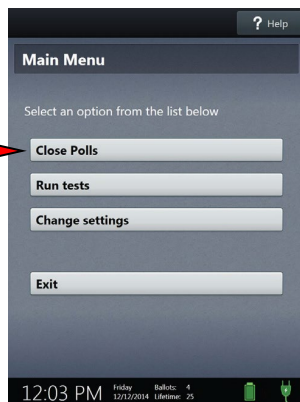 ? Help
Main Menu
Select an option from the list below
Close Polls
Run tests
Change settings
Exit
12:03 PM Friday Ballots: 4
12/12/2014 Lifetime: 25